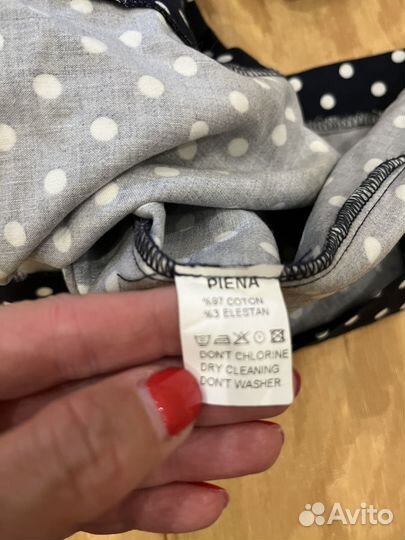 PIENA
%97 COTON
%3 ELESTAN
DON'T CHLORINE
DRY CLEANING
DON'T WASHER
Avito